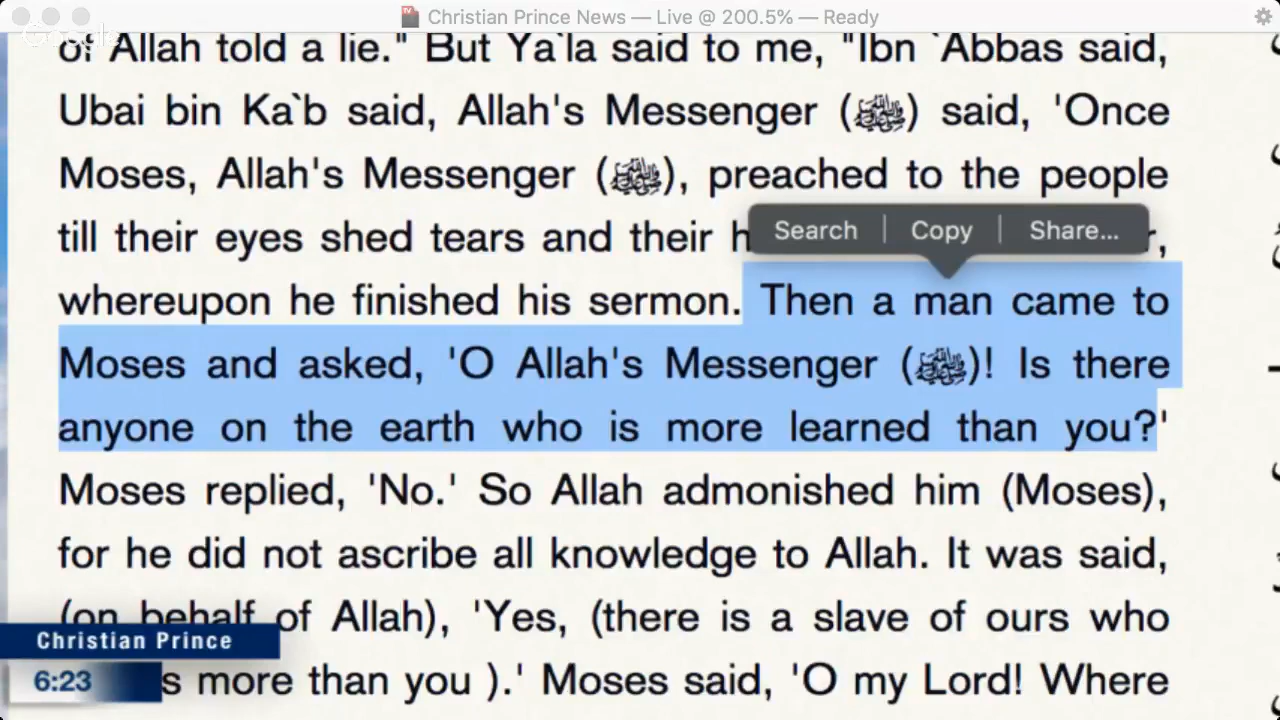 Christian Prince News — Live @ 200.5% — Ready
Google
of Allah told a lie." But Ya`la said to me, "Ibn `Abbas said,
Ubai bin Ka`b said, Allah's Messenger (ﷺ) said, 'Once
Moses, Allah's Messenger (ﷺ), preached to the people
till their eyes shed tears and their
Search
Copy
Share...
whereupon he finished his sermon. Then a man came to
Moses and asked, 'O Allah's Messenger (ﷺ)! Is there
anyone on the earth who is more learned than you?'
Moses replied, 'No.' So Allah admonished him (Moses),
for he did not ascribe all knowledge to Allah. It was said,
(on behalf of Allah), 'Yes, (there is a slave of ours who
more than you ).' Moses said, 'O my Lord! Where
Christian Prince
6:23